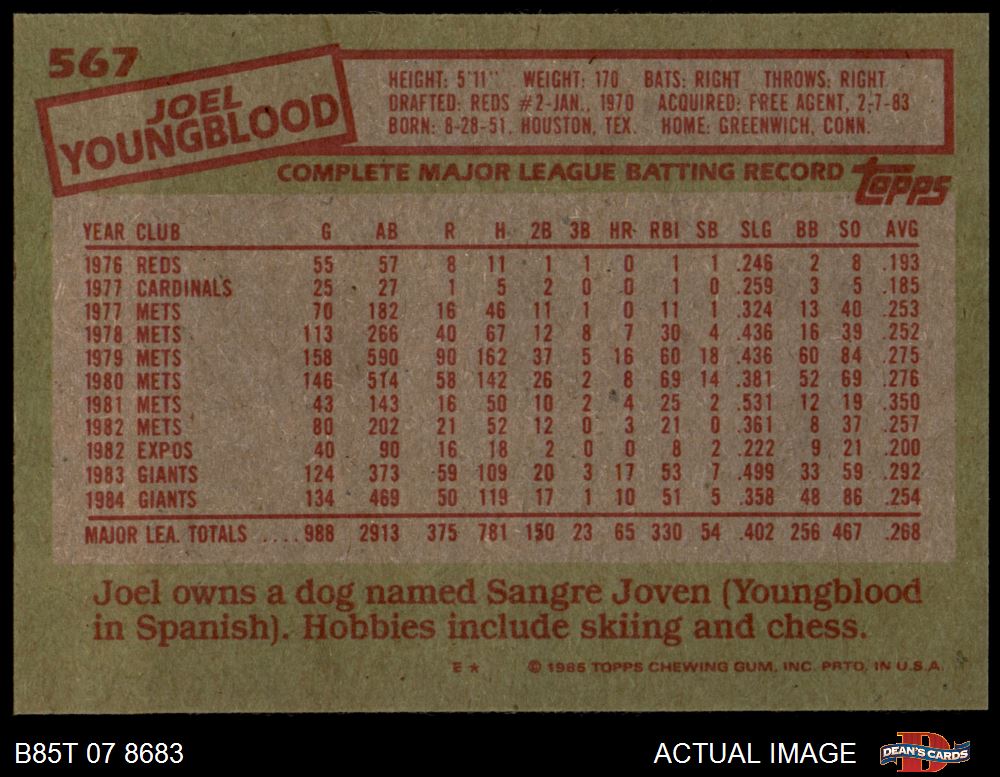 567
JOEL
YOUNGBLOOD
HEIGHT: 5'11" WEIGHT: 170 BATS: RIGHT THROWS: RIGHT
DRAFTED: REDS #2-JAN., 1970 ACQUIRED: FREE AGENT, 2-7-83
BORN: 8-28-51, HOUSTON, TEX. HOME: GREENWICH, CONN.
COMPLETE MAJOR LEAGUE BATTING RECORD topps
YEAR CLUB G AB R H 2B 3B HR RBI SB SLG BB SO AVG
1976 REDS 55 57 8 11 1 1 0 1 1 .246 2 8 .193
1977 CARDINALS 25 27 1 5 2 0 0 1 0 .259 3 5 .185
1977 METS 70 182 16 46 11 1 0 11 1 .324 13 40 .253
1978 METS 113 266 40 67 12 8 7 30 4 .436 16 39 .252
1979 METS 158 590 90 162 37 5 16 60 18 .436 60 84 .275
1980 METS 146 514 58 142 26 2 8 69 14 .381 52 69 .276
1981 METS 43 143 16 50 10 2 4 25 2 .531 12 19 .350
1982 METS 80 202 21 52 12 0 3 21 0 .361 8 37 .257
1982 EXPOS 40 90 16 18 2 0 0 8 2 .222 9 21 .200
1983 GIANTS 124 373 59 109 20 3 17 53 7 .499 33 59 .292
1984 GIANTS 134 469 50 119 17 1 10 51 5 .358 48 86 .254
MAJOR LEA. TOTALS ....988 2913 375 781 150 23 65 330 54 .402 256 467 .268
Joel owns a dog named Sangre Joven (Youngblood
in Spanish). Hobbies include skiing and chess.
E * © 1985 TOPPS CHEWING GUM, INC. PRTD. IN U.S.A.
B85T 07 8683 ACTUAL IMAGE DEAN'S CARDS